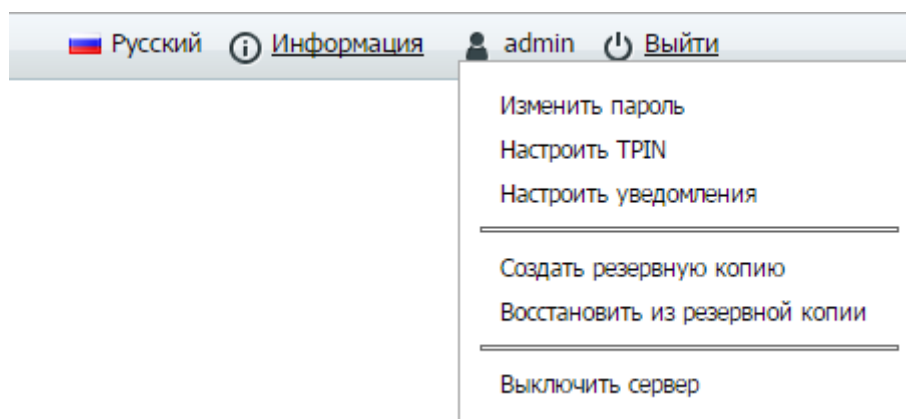 Русский Информация admin Выйти
Изменить пароль
Настроить TPIN
Настроить уведомления
Создать резервную копию
Восстановить из резервной копии
Выключить сервер